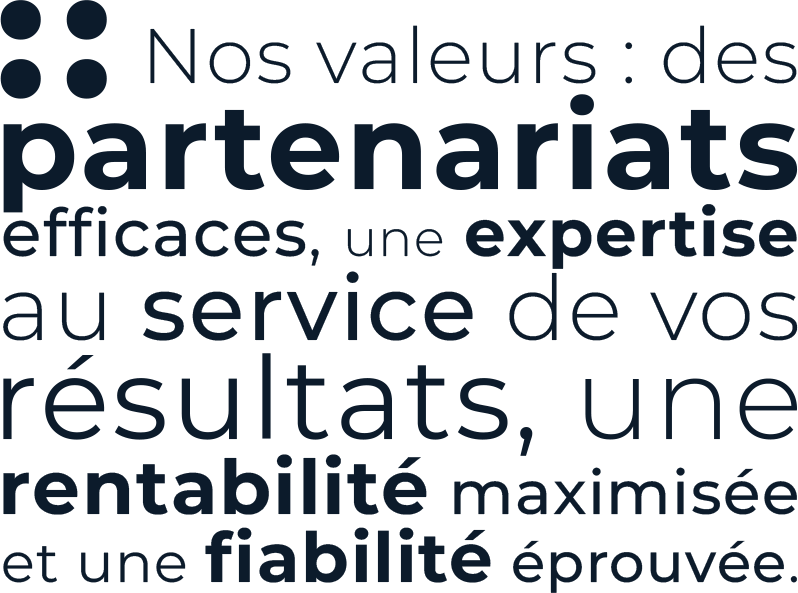 Nos valeurs : des
partenariats
efficaces, une expertise
au service de vos
résultats, une
rentabilité maximisée
et une fiabilité éprouvée.